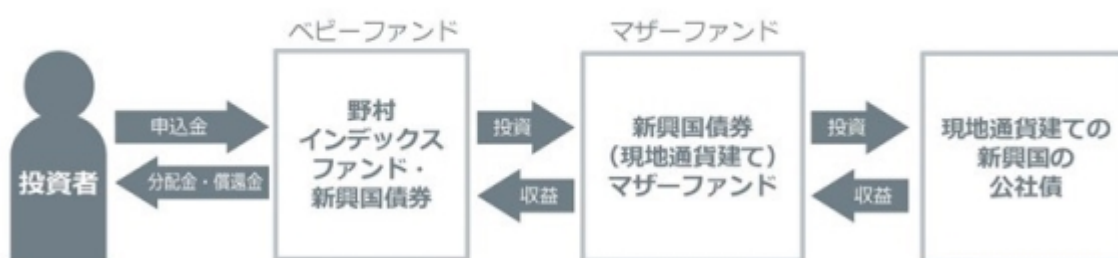 ベビーファンド
マザーファンド
投資者
申込金
分配金・償還金
野村
インデックス
ファンド・
新興国債券
投資
収益
新興国債券
（現地通貨建て）
マザーファンド
投資
収益
現地通貨建ての
新興国の
公社債